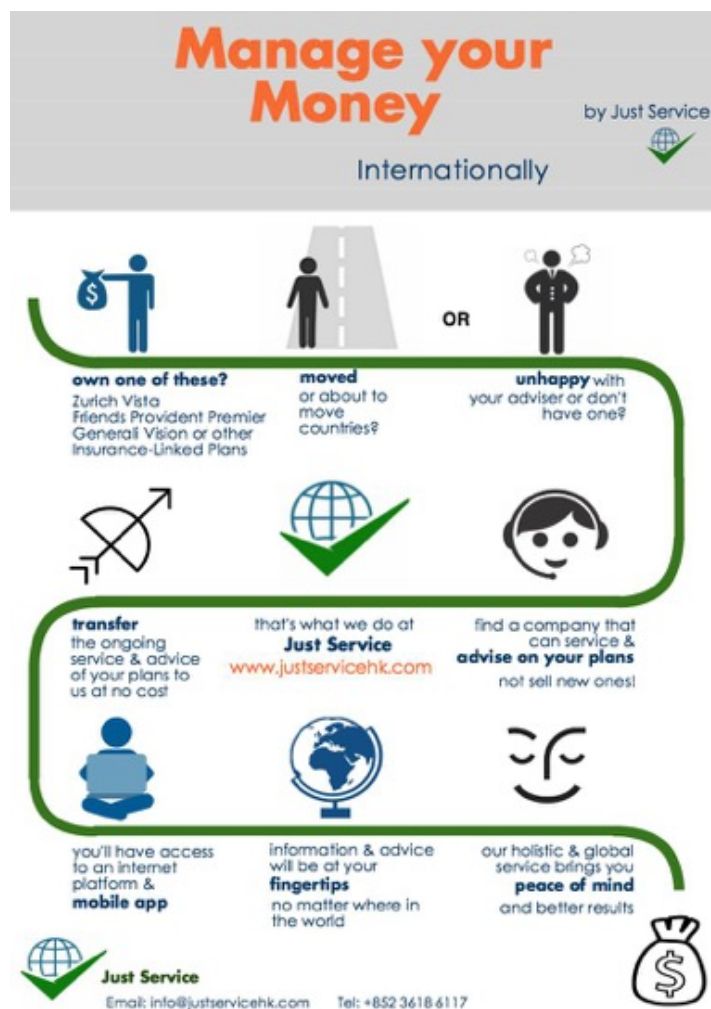 Manage your
Money
by Just Service
Internationally
$
OR
own one of these?
Zurich Vista
Friends Provident Premier
Generali Vision or other
Insurance-Linked Plans
moved
or about to
move
countries?
unhappy with
your adviser or don't
have one?
find a company that
can service &
advise on your plans
not sell new ones!
that's what we do at
Just Service
www.justservicehk.com
transfer
the ongoing
service & advice
of your plans to
us at no cost
you'll have access
to an internet
platform &
mobile app
information & advice
will be at your
fingertips
no matter where in
the world
our holistic & global
service brings you
peace of mind
and better results
$
Just Service
Email: info@justservicehk.com Tel: +852 3618 6117